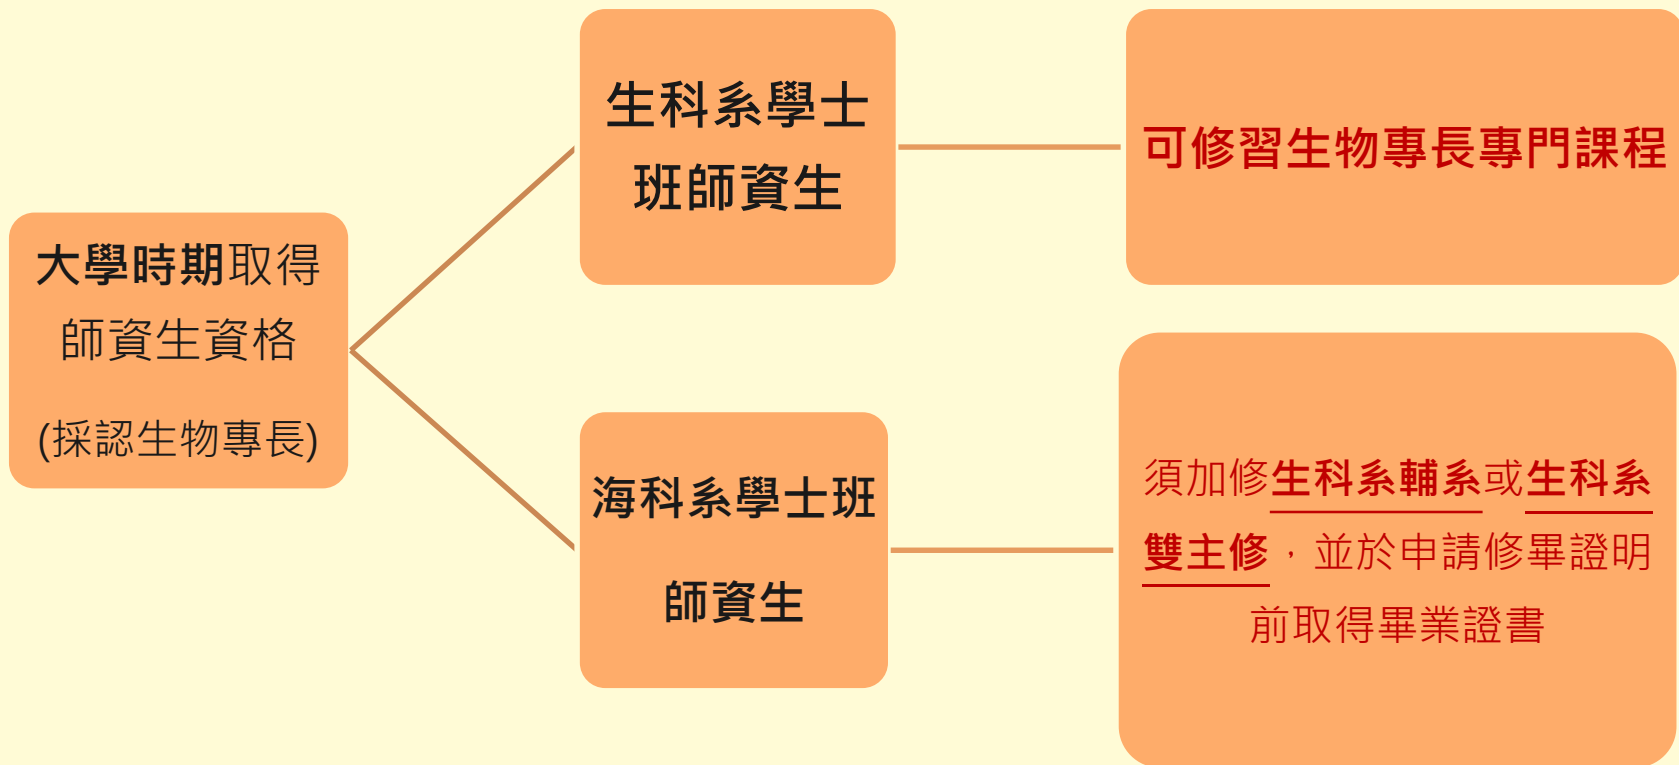 大學時期取得
師資生資格
(採認生物專長)
生科系學士
班師資生
可修習生物專長專門課程
海科系學士班
師資生
須加修生科系輔系或生科系
雙主修，並於申請修畢證明
前取得畢業證書